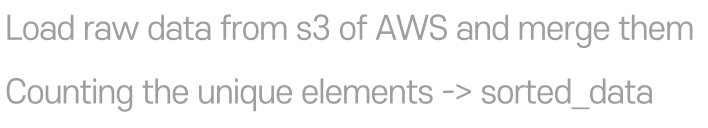 Load raw data from s3 of AWS and merge them
Counting the unique elements -> sorted_data